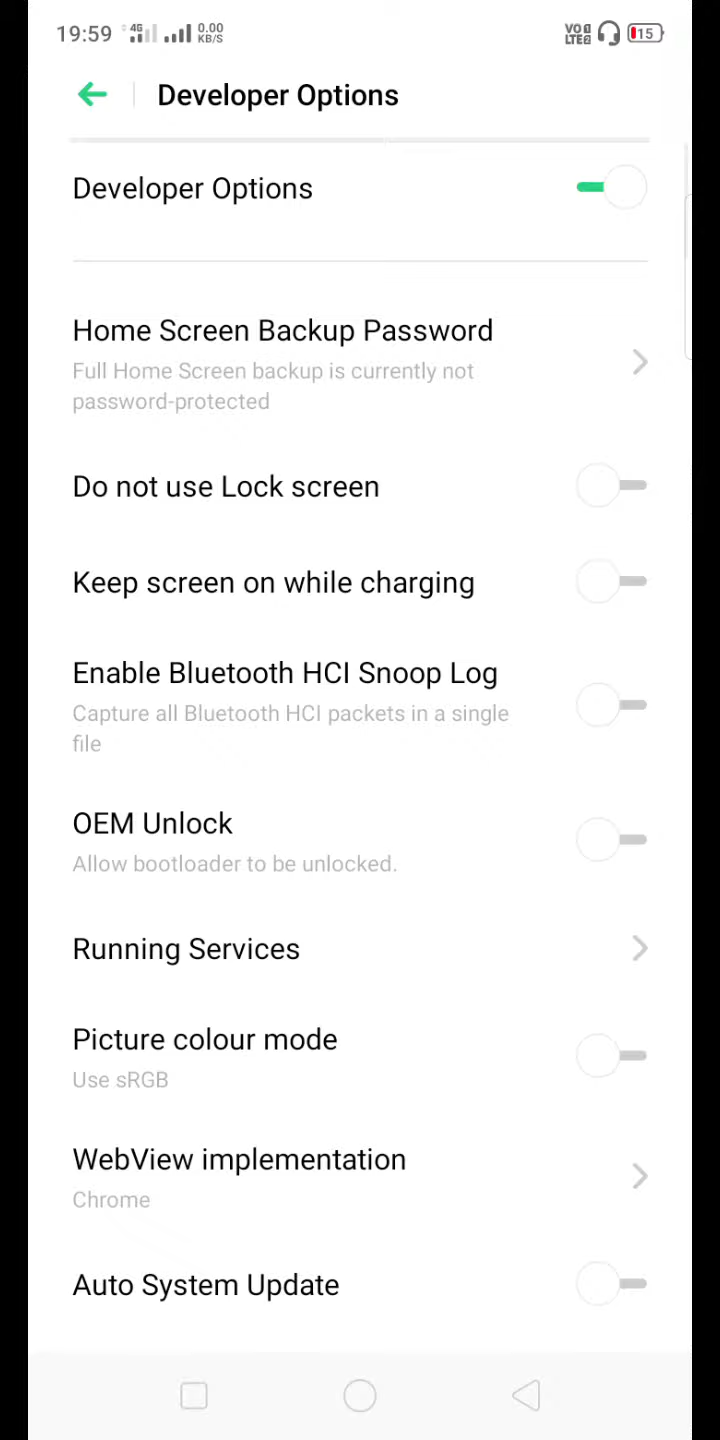 19:59 4G 0.00 KB/S VoD LTE 15
Developer Options
Developer Options
Home Screen Backup Password
Full Home Screen backup is currently not
password-protected
Do not use Lock screen
Keep screen on while charging
Enable Bluetooth HCI Snoop Log
Capture all Bluetooth HCI packets in a single
file
OEM Unlock
Allow bootloader to be unlocked.
Running Services
Picture colour mode
Use sRGB
WebView implementation
Chrome
Auto System Update